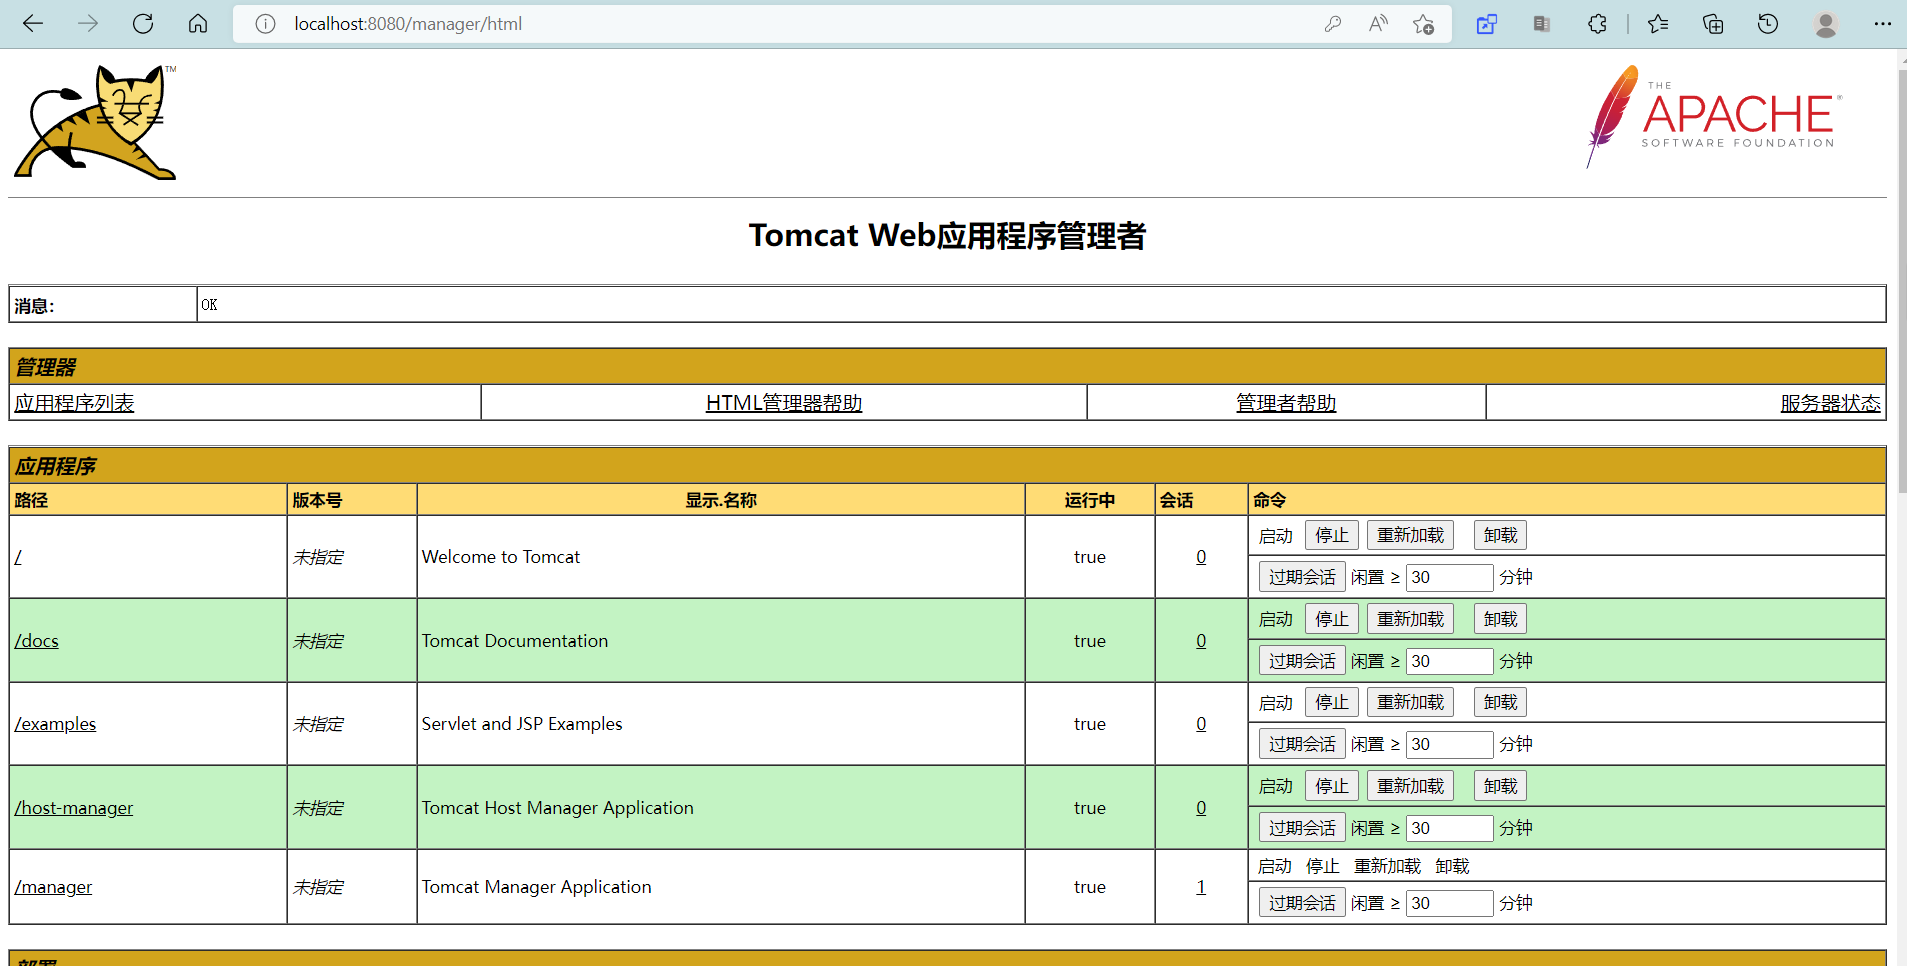 localhost:8080/manager/html
TM
THE
APACHE®
SOFTWARE FOUNDATION
Tomcat Web应用程序管理者
消息: OK
管理器
应用程序列表 HTML管理器帮助 管理者帮助 服务器状态
应用程序
路径 版本号 显示.名称 运行中 会话 命令
/ 未指定 Welcome to Tomcat true 0 启动 停止 重新加载 卸载
过期会话 闲置 ≥ 30 分钟
/docs 未指定 Tomcat Documentation true 0 启动 停止 重新加载 卸载
过期会话 闲置 ≥ 30 分钟
/examples 未指定 Servlet and JSP Examples true 0 启动 停止 重新加载 卸载
过期会话 闲置 ≥ 30 分钟
/host-manager 未指定 Tomcat Host Manager Application true 0 启动 停止 重新加载 卸载
过期会话 闲置 ≥ 30 分钟
/manager 未指定 Tomcat Manager Application true 1 启动 停止 重新加载 卸载
过期会话 闲置 ≥ 30 分钟
部署